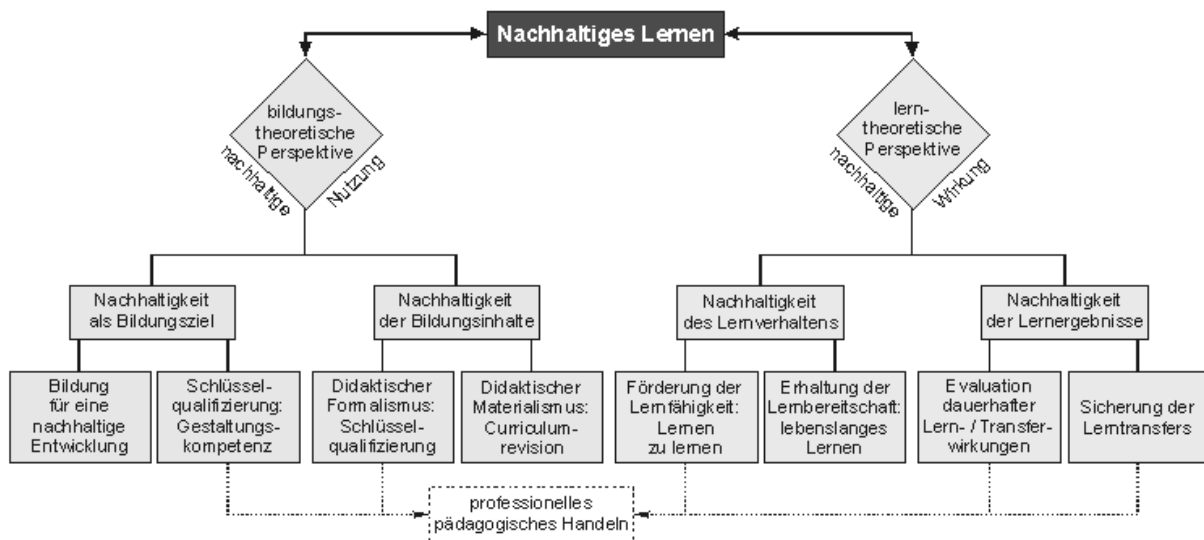 Nachhaltiges Lernen
bildungs-
theoretische
Perspektive
nachhaltige
Nutzung
lern-
theoretische
Perspektive
nachhaltige
Wirkung
Nachhaltigkeit
als Bildungsziel
Nachhaltigkeit
der Bildungsinhalte
Nachhaltigkeit
des Lernverhaltens
Nachhaltigkeit
der Lernergebnisse
Bildung
für eine
nachhaltige
Entwicklung
Schlüssel-
qualifizierung:
Gestaltungs-
kompetenz
Didaktischer
Formalismus:
Schlüssel-
qualifizierung
Didaktischer
Materialismus:
Curriculum-
revision
Förderung der
Lernfähigkeit:
Lernen
zu lernen
Erhaltung der
Lernbereitschaft:
lebenslanges
Lernen
Evaluation
dauerhafter
Lern- / Transfer-
wirkungen
Sicherung der
Lerntransfers
professionelles
pädagogisches Handeln